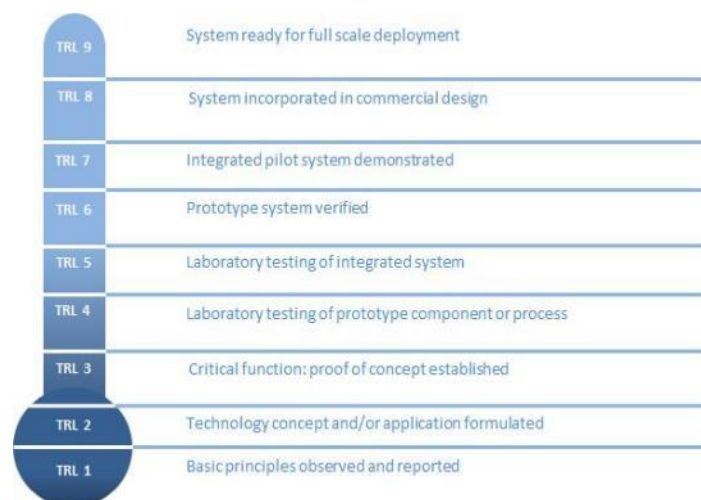 TRL 9 System ready for full scale deployment
TRL 8 System incorporated in commercial design
TRL 7 Integrated pilot system demonstrated
TRL 6 Prototype system verified
TRL 5 Laboratory testing of integrated system
TRL 4 Laboratory testing of prototype component or process
TRL 3 Critical function: proof of concept established
TRL 2 Technology concept and/or application formulated
TRL 1 Basic principles observed and reported